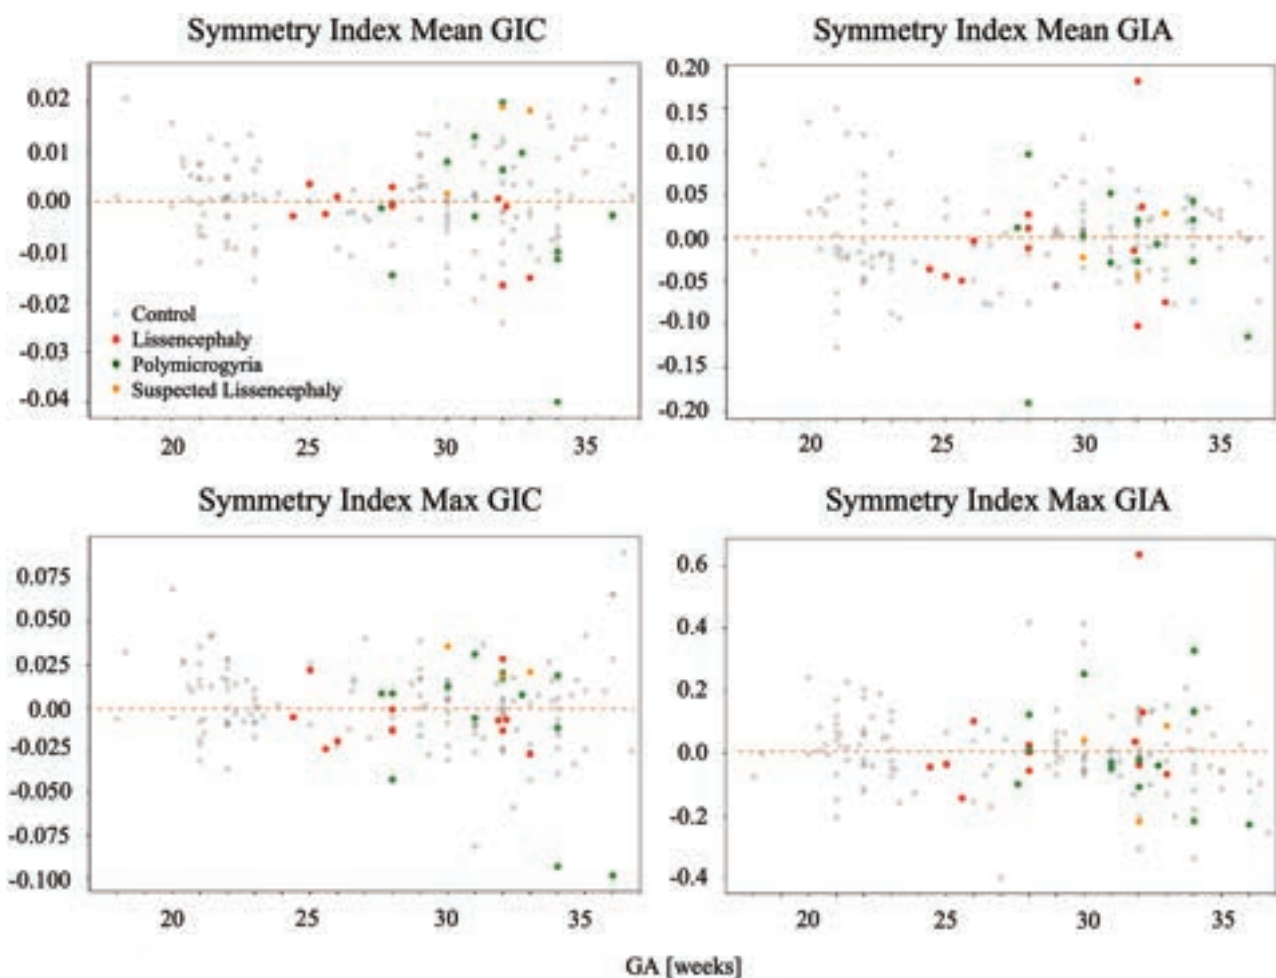 Symmetry Index Mean GIC
0.02
0.01
0.00
-0.01
-0.02
-0.03
-0.04
Control
Lissencephaly
Polymicrogyria
Suspected Lissencephaly
20 25 30 35
Symmetry Index Mean GIA
0.20
0.15
0.10
0.05
0.00
-0.05
-0.10
-0.15
-0.20
20 25 30 35
Symmetry Index Max GIC
0.075
0.050
0.025
0.00
-0.025
-0.050
-0.075
-0.100
20 25 30 35
Symmetry Index Max GIA
0.6
0.4
0.2
0.0
-0.2
-0.4
20 25 30 35
GA [weeks]